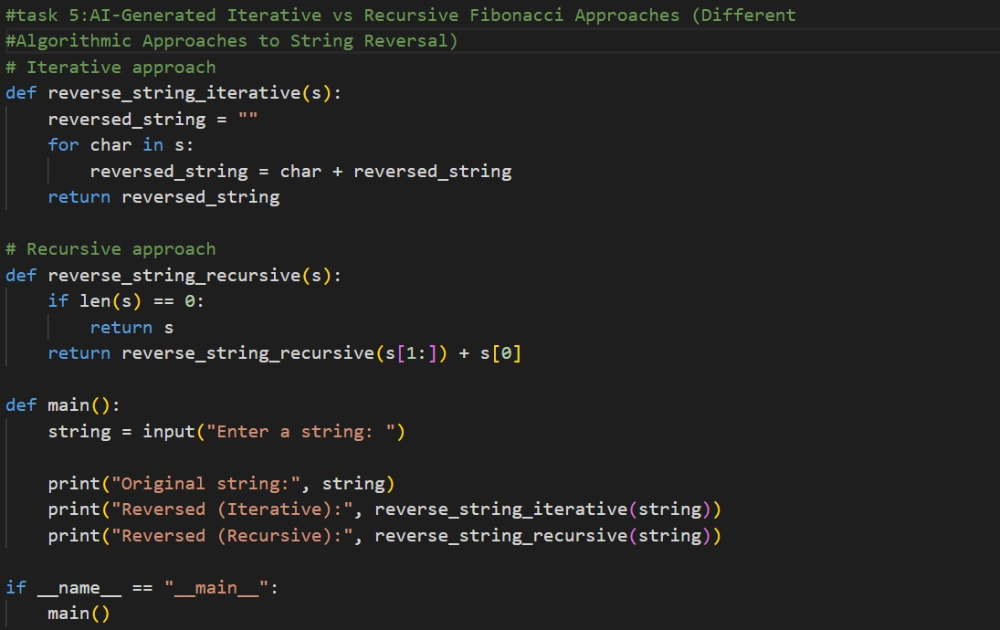 #task 5:AI-Generated Iterative vs Recursive Fibonacci Approaches (Different
#Algorithmic Approaches to String Reversal)
# Iterative approach
def reverse_string_iterative(s):
    reversed_string = ""
    for char in s:
        reversed_string = char + reversed_string
    return reversed_string

# Recursive approach
def reverse_string_recursive(s):
    if len(s) == 0:
        return s
    return reverse_string_recursive(s[1:]) + s[0]

def main():
    string = input("Enter a string: ")

    print("Original string:", string)
    print("Reversed (Iterative):", reverse_string_iterative(string))
    print("Reversed (Recursive):", reverse_string_recursive(string))

if __name__ == "__main__":
    main()